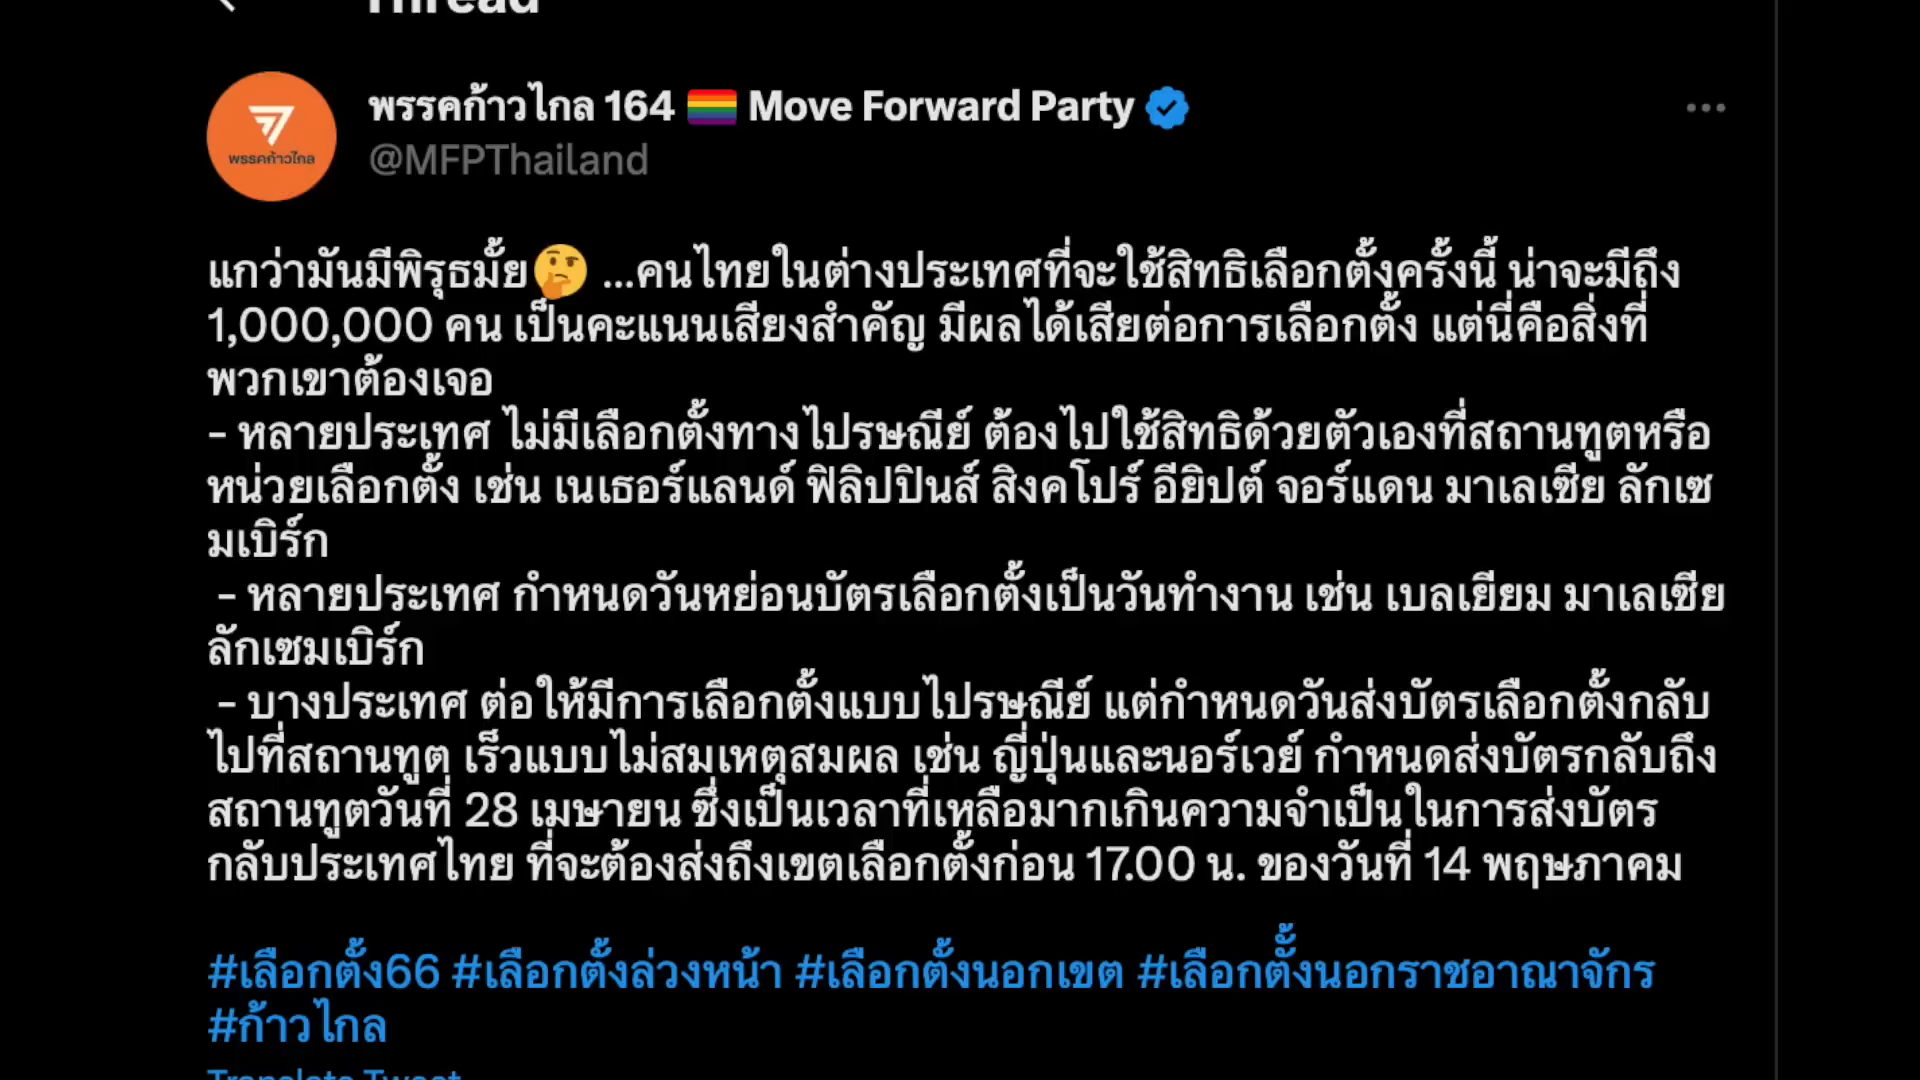 Thread
พรรคก้าวไกล 164 🏳️‍🌈 Move Forward Party
@MFPThailand
พรรคก้าวไกล
แกว่ามันมีพิรุธมั้ย🤔 ...คนไทยในต่างประเทศที่จะใช้สิทธิเลือกตั้งครั้งนี้ น่าจะมีถึง
1,000,000 คน เป็นคะแนนเสียงสำคัญ มีผลได้เสียต่อการเลือกตั้ง แต่นี่คือสิ่งที่
พวกเขาต้องเจอ
- หลายประเทศ ไม่มีเลือกตั้งทางไปรษณีย์ ต้องไปใช้สิทธิด้วยตัวเองที่สถานทูตหรือ
หน่วยเลือกตั้ง เช่น เนเธอร์แลนด์ ฟิลิปปินส์ สิงคโปร์ อียิปต์ จอร์แดน มาเลเซีย ลักเซ
มเบิร์ก
- หลายประเทศ กำหนดวันหย่อนบัตรเลือกตั้งเป็นวันทำงาน เช่น เบลเยียม มาเลเซีย
ลักเซมเบิร์ก
- บางประเทศ ต่อให้มีการเลือกตั้งแบบไปรษณีย์ แต่กำหนดวันส่งบัตรเลือกตั้งกลับ
ไปที่สถานทูต เร็วแบบไม่สมเหตุสมผล เช่น ญี่ปุ่นและนอร์เวย์ กำหนดส่งบัตรกลับถึง
สถานทูตวันที่ 28 เมษายน ซึ่งเป็นเวลาที่เหลือมากเกินความจำเป็นในการส่งบัตร
กลับประเทศไทย ที่จะต้องส่งถึงเขตเลือกตั้งก่อน 17.00 น. ของวันที่ 14 พฤษภาคม
#เลือกตั้ง66 #เลือกตั้งล่วงหน้า #เลือกตั้งนอกเขต #เลือกตั้ั้งนอกราชอาณาจักร
#ก้าวไกล
Translate Tweet